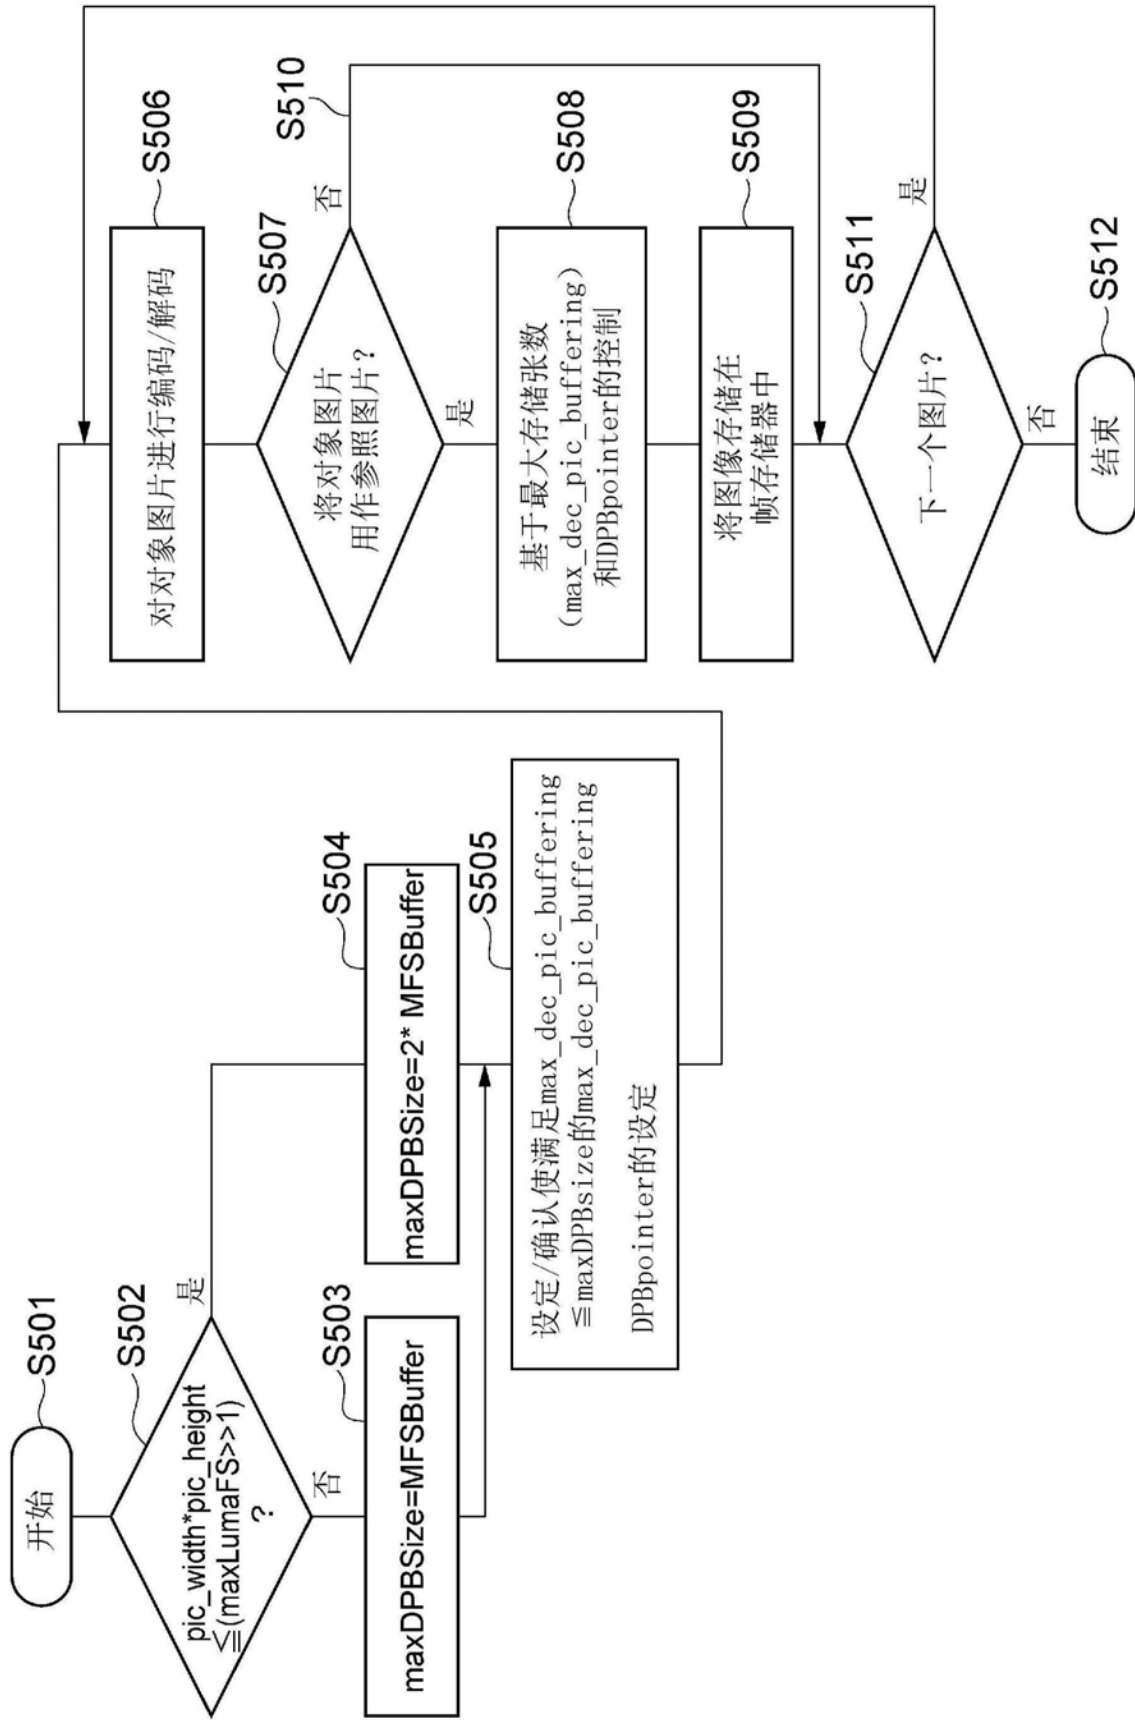 开始
S501
pic_width*pic_height
≦(maxLumaFS>>1)
?
S502
是
否
maxDPBSize=MFSBuffer
S503
maxDPBSize=2* MFSBuffer
S504
设定/确认使满足max_dec_pic_buffering
≦maxDPBsize的max_dec_pic_buffering
DPBpointer的设定
S505
对对象图片进行编码/解码
S506
将对象图片
用作参照图片?
S507
否
S510
是
基于最大存储张数
(max_dec_pic_buffering)
和DPBpointer的控制
S508
将图像存储在
帧存储器中
S509
下一个图片?
S511
是
否
结束
S512